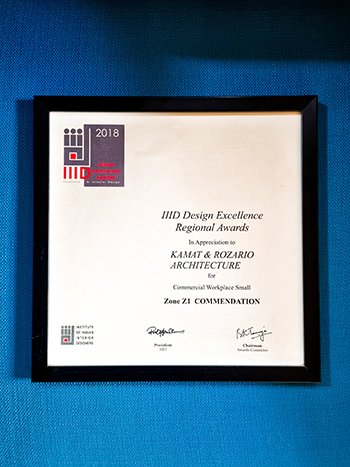 2018
IIID
IIID Design Excellence
Regional Awards
In Appreciation to
KAMAT & ROZARIO
ARCHITECTURE
for
Commercial Workplace Small
Zone Z1 COMMENDATION
INSTITUTE
OF INDIAN
INTERIOR
DESIGNERS
President
IIID
Chairman
Awards Committee